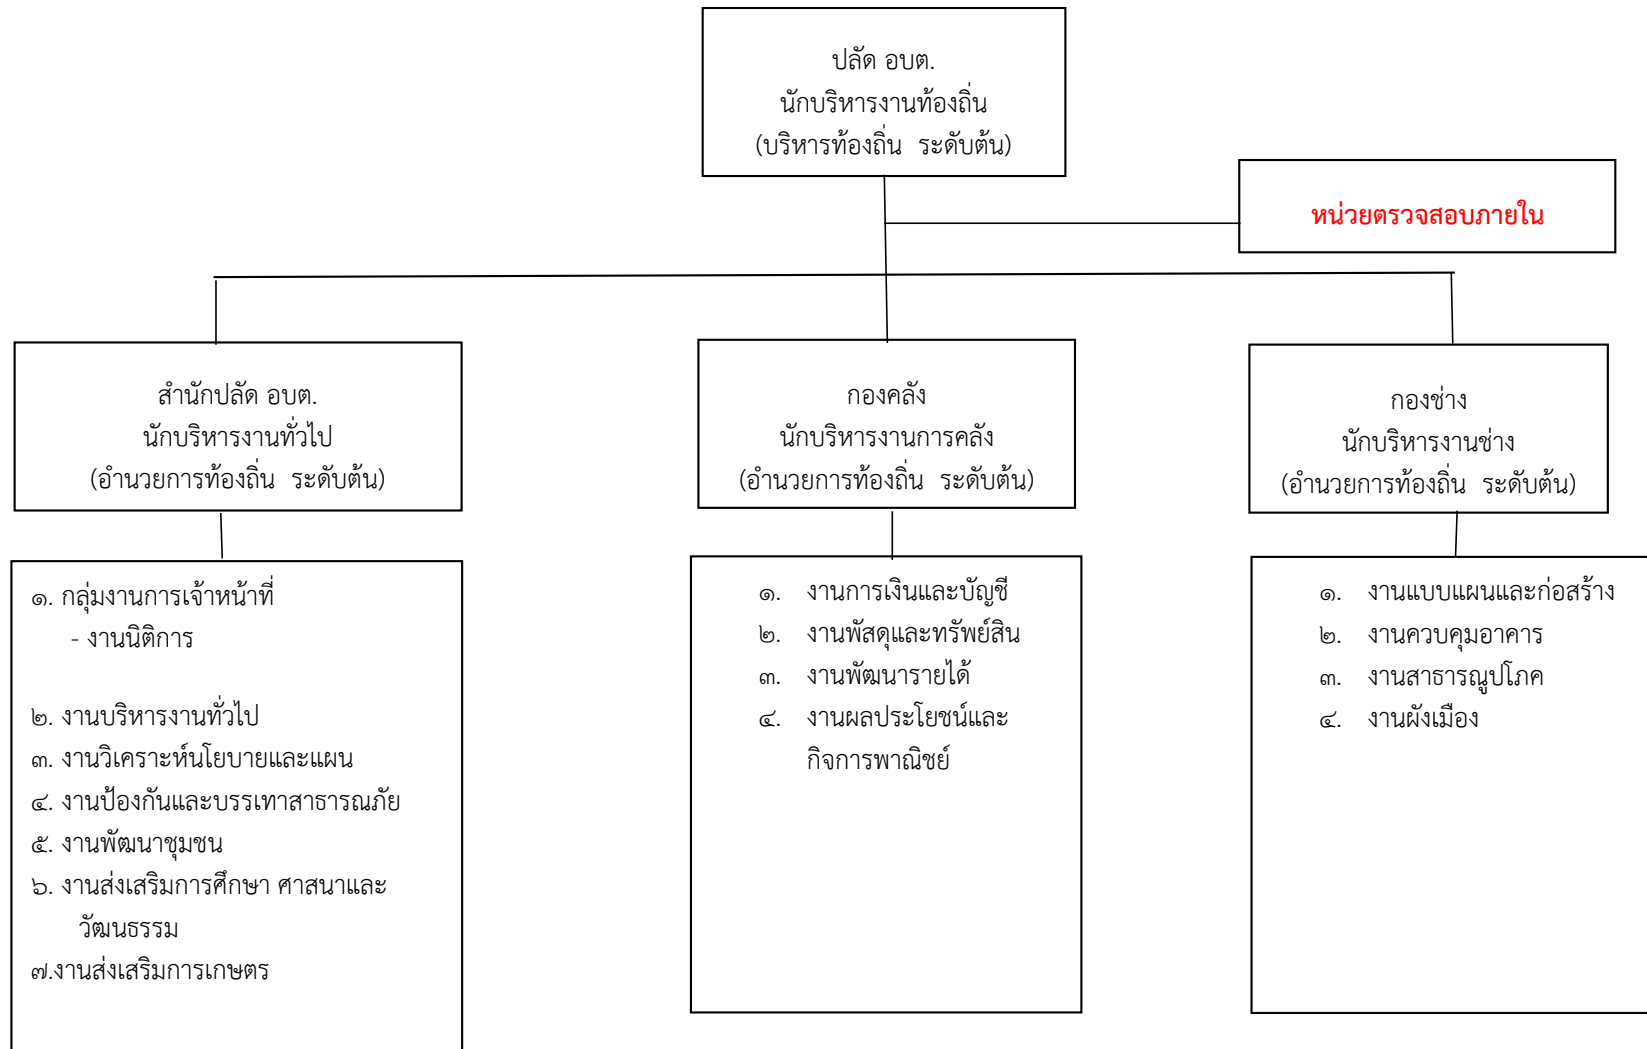 ปลัด อบต.
นักบริหารงานท้องถิ่น
(บริหารท้องถิ่น ระดับต้น)
หน่วยตรวจสอบภายใน
สำนักปลัด อบต.
นักบริหารงานทั่วไป
(อำนวยการท้องถิ่น ระดับต้น)
กองคลัง
นักบริหารงานการคลัง
(อำนวยการท้องถิ่น ระดับต้น)
กองช่าง
นักบริหารงานช่าง
(อำนวยการท้องถิ่น ระดับต้น)
๑. กลุ่มงานการเจ้าหน้าที่
- งานนิติการ
๒. งานบริหารงานทั่วไป
๓. งานวิเคราะห์นโยบายและแผน
๔. งานป้องกันและบรรเทาสาธารณภัย
๕. งานพัฒนาชุมชน
๖. งานส่งเสริมการศึกษา ศาสนาและ
วัฒนธรรม
๗.งานส่งเสริมการเกษตร
๑. งานการเงินและบัญชี
๒. งานพัสดุและทรัพย์สิน
๓. งานพัฒนารายได้
๔. งานผลประโยชน์และ
กิจการพาณิชย์
๑. งานแบบแผนและก่อสร้าง
๒. งานควบคุมอาคาร
๓. งานสาธารณูปโภค
๔. งานผังเมือง